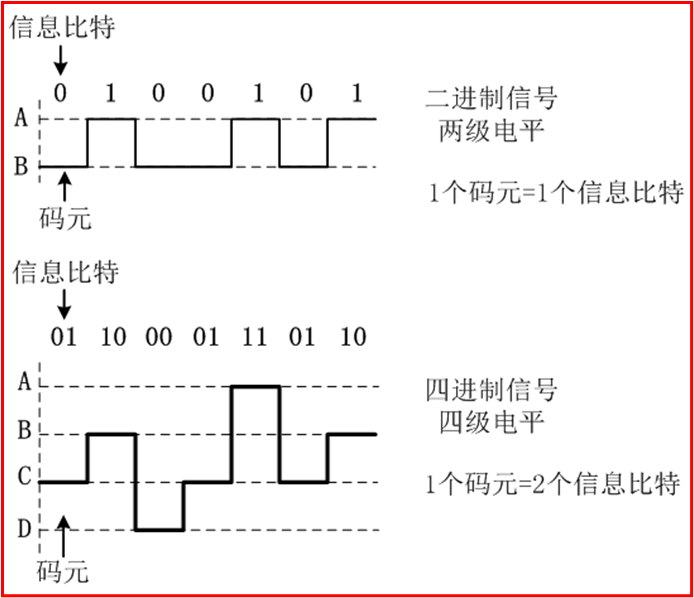 信息比特
0 1 0 0 1 0 1
A
B
码元
二进制信号
两级电平
1个码元=1个信息比特
信息比特
01 10 00 01 11 01 10
A
B
C
D
码元
四进制信号
四级电平
1个码元=2个信息比特